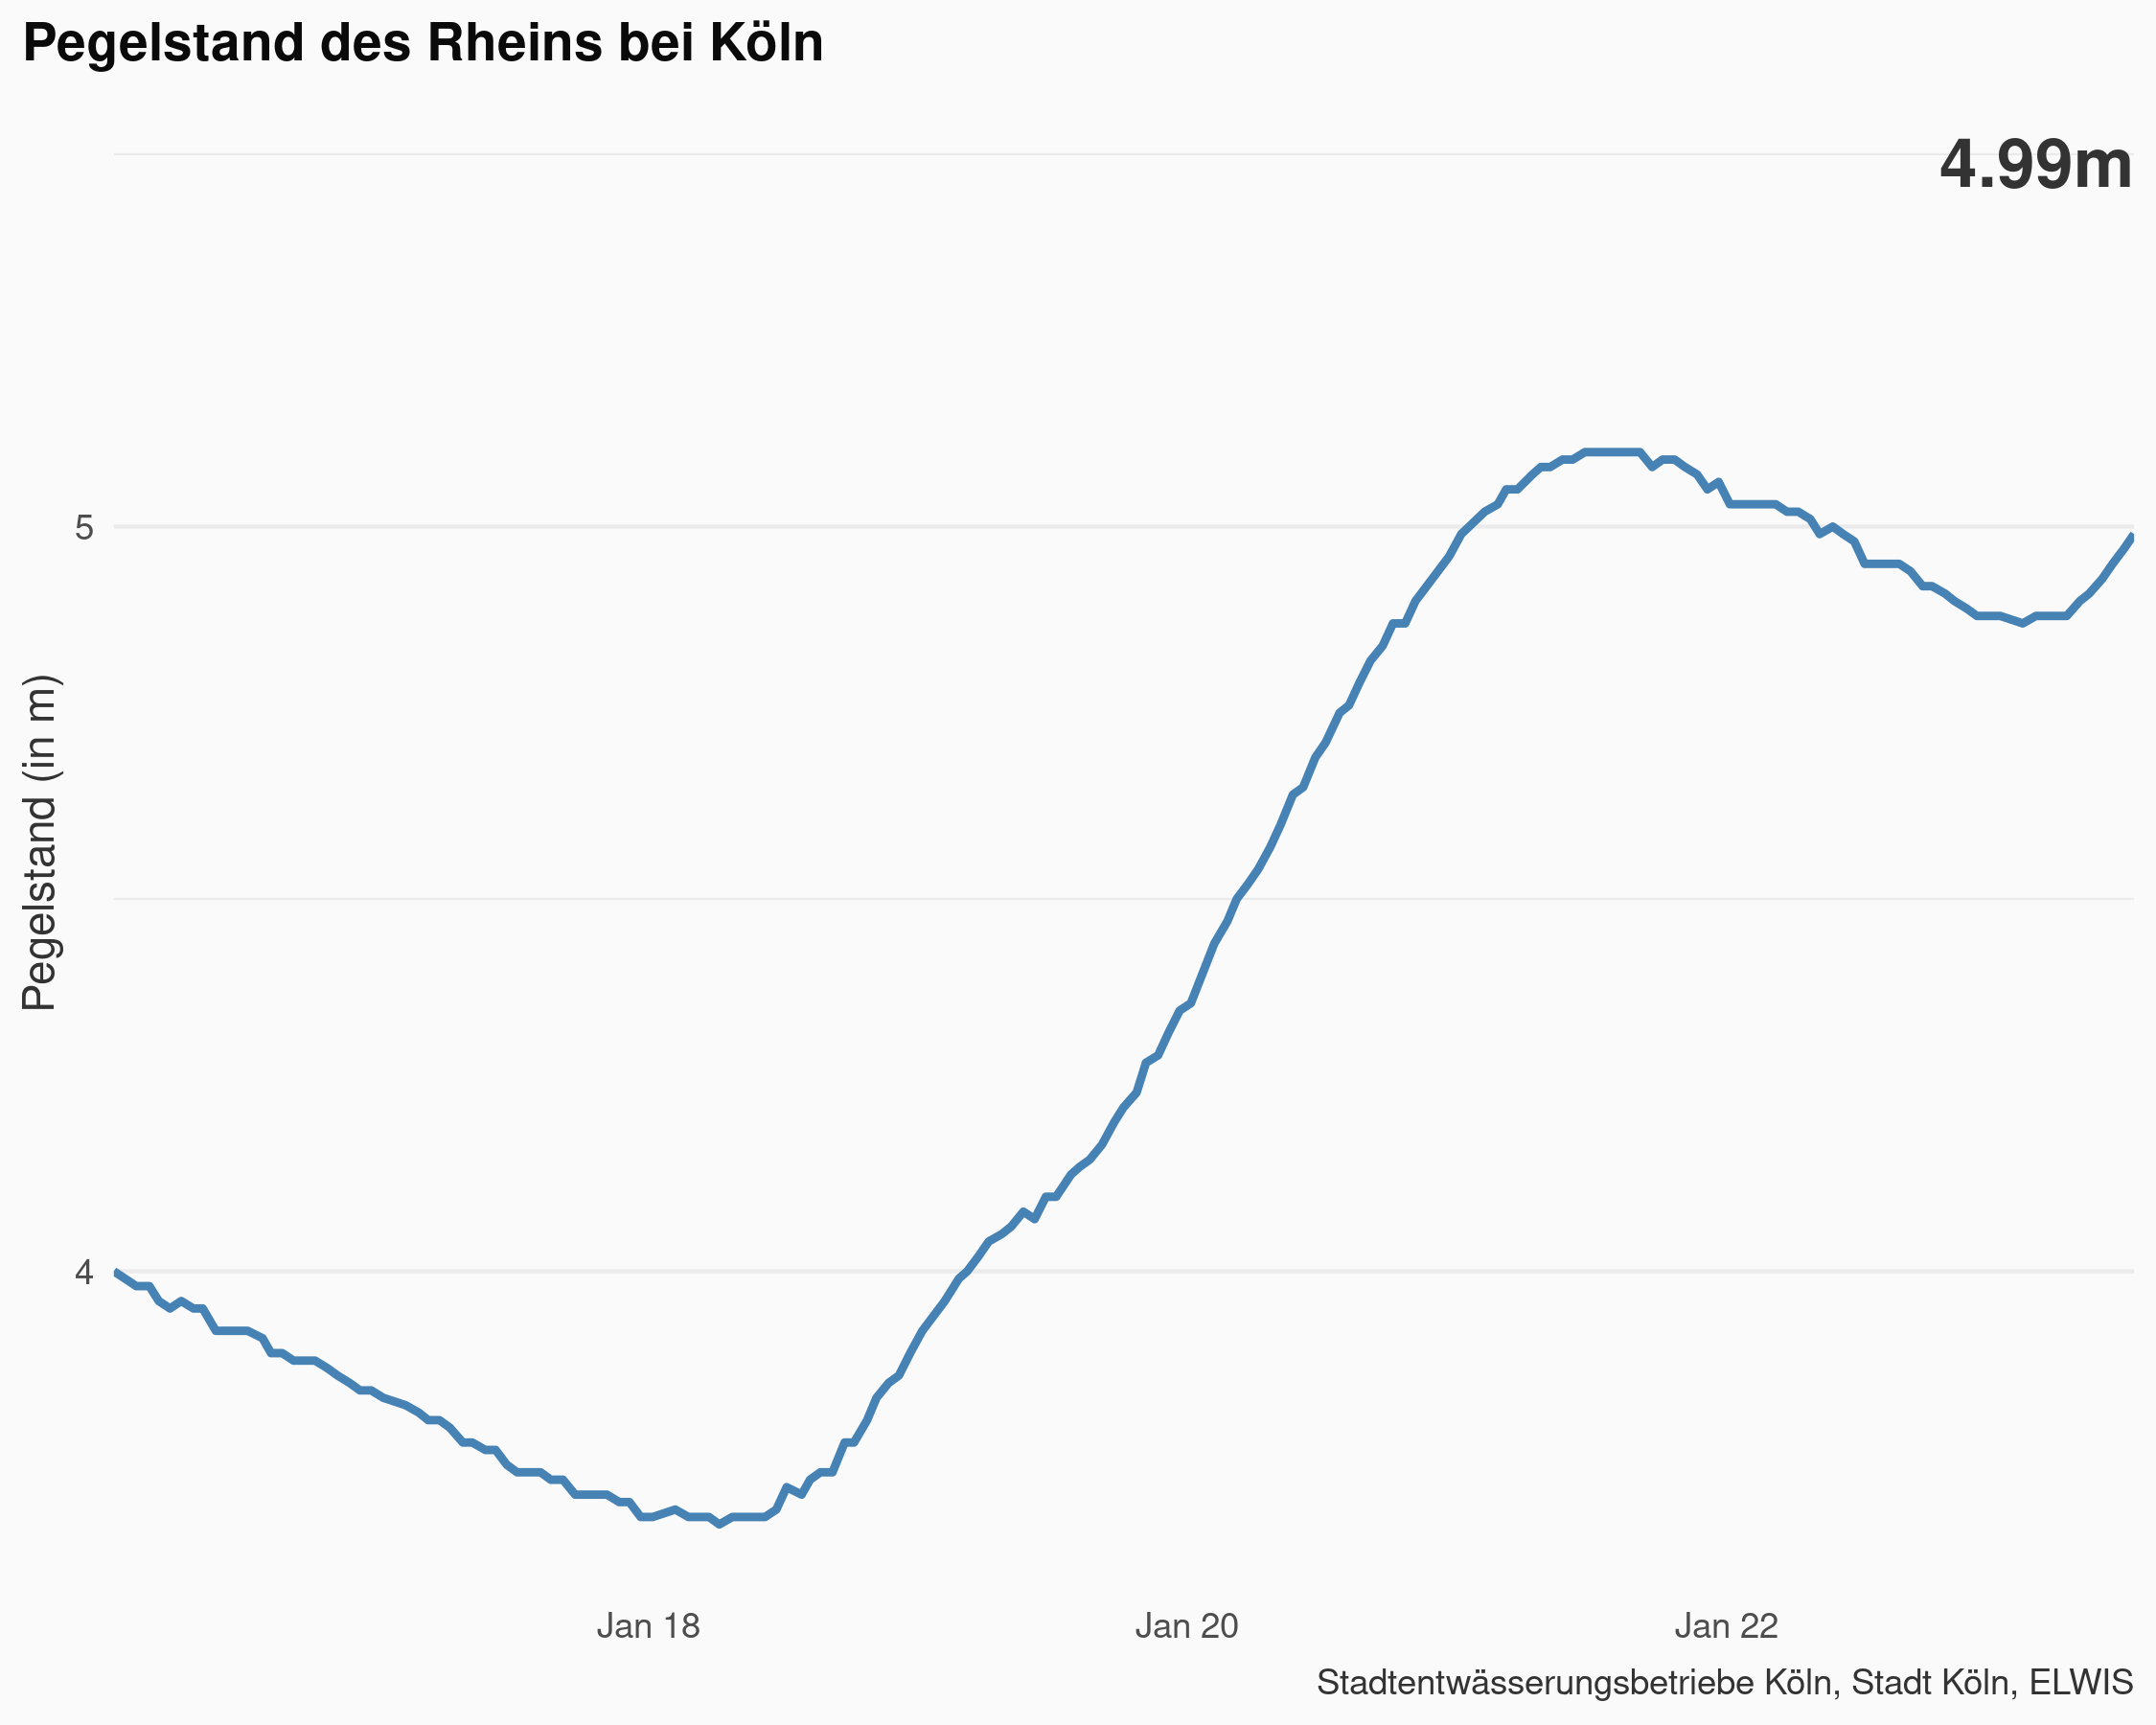 Pegelstand des Rheins bei Köln
4.99m
Pegelstand (in m)
5
4
Jan 18
Jan 20
Jan 22
Stadtentwässerungsbetriebe Köln, Stadt Köln, ELWIS